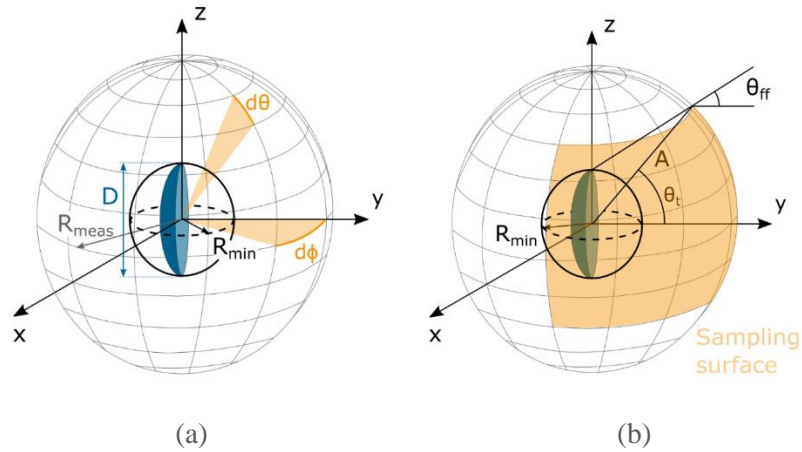 z
dθ
D
y
R_meas
R_min
dϕ
x
(a)
z
θ_ff
A
y
θ_t
R_min
x
Sampling
surface
(b)